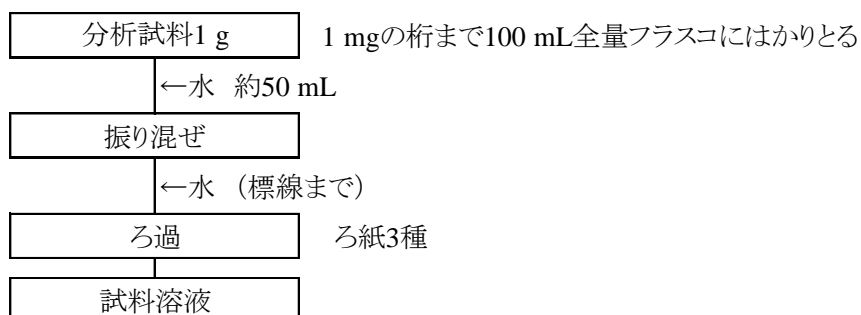 分析試料1 g　1 mgの桁まで100 mL全量フラスコにはかりとる
←水　約50 mL
振り混ぜ
←水　（標線まで）
ろ過　ろ紙3種
試料溶液